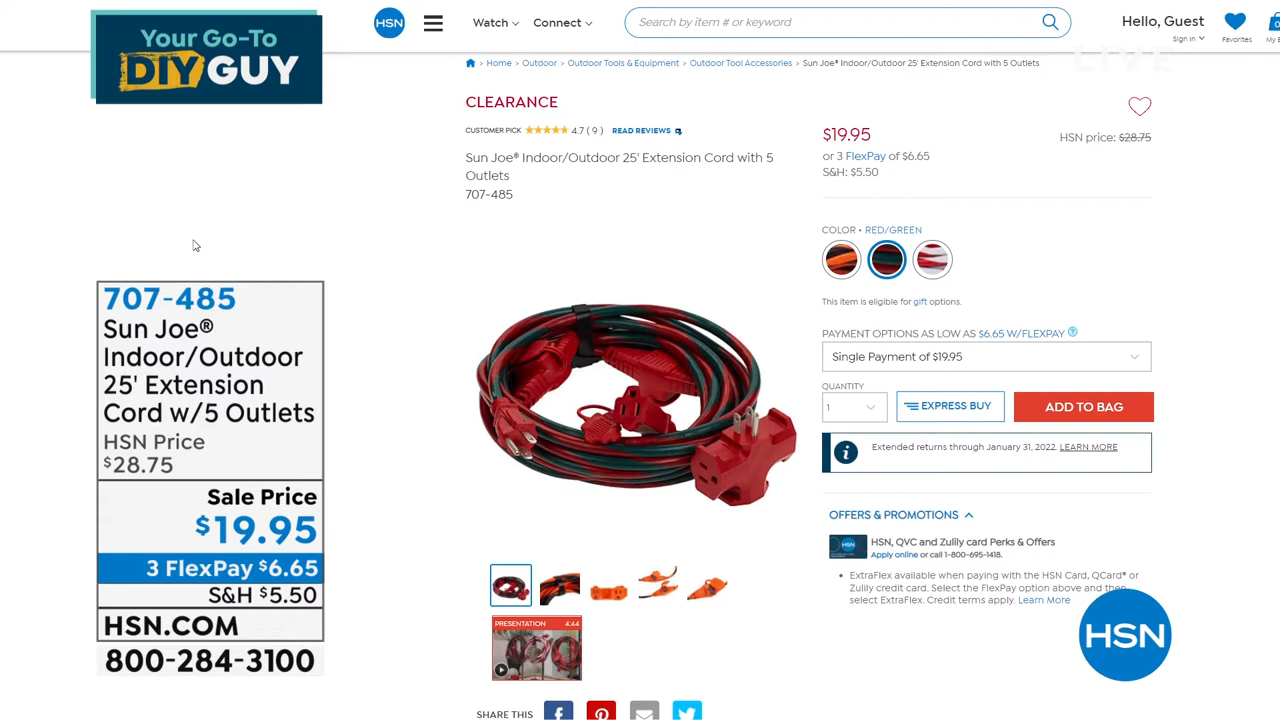 Your Go-To
DIY GUY
HSN
Watch
Connect
Search by item # or keyword
Hello, Guest
Sign In
Favorites
0
LIVE
Home > Outdoor > Outdoor Tools & Equipment > Outdoor Tool Accessories > Sun Joe® Indoor/Outdoor 25' Extension Cord with 5 Outlets
CLEARANCE
CUSTOMER PICK 4.7 ( 9 ) READ REVIEWS
Sun Joe® Indoor/Outdoor 25' Extension Cord with 5
Outlets
707-485
$19.95
HSN price: $28.75
or 3 FlexPay of $6.65
S&H: $5.50
COLOR • RED/GREEN
This item is eligible for gift options.
PAYMENT OPTIONS AS LOW AS $6.65 W/FLEXPAY ?
Single Payment of $19.95
QUANTITY
1
EXPRESS BUY
ADD TO BAG
i
Extended returns through January 31, 2022. LEARN MORE
OFFERS & PROMOTIONS
HSN
HSN, QVC and Zulily card Perks & Offers
Apply online or call 1-800-695-1418.
• ExtraFlex available when paying with the HSN Card, QCard® or
Zulily credit card. Select the FlexPay option above and then
select ExtraFlex. Credit terms apply. Learn More
HSN
707-485
Sun Joe®
Indoor/Outdoor
25' Extension
Cord w/5 Outlets
HSN Price
$28.75
Sale Price
$19.95
3 FlexPay $6.65
S&H $5.50
HSN.COM
800-284-3100
PRESENTATION 4:44
SHARE THIS